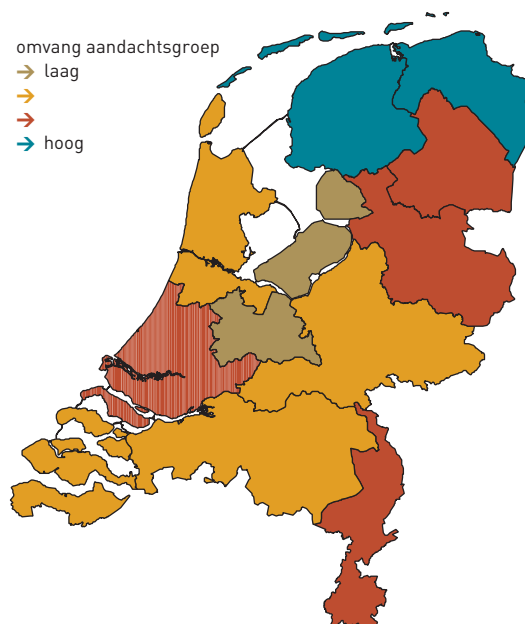 omvang aandachtsgroep
→ laag
→
→
→ hoog